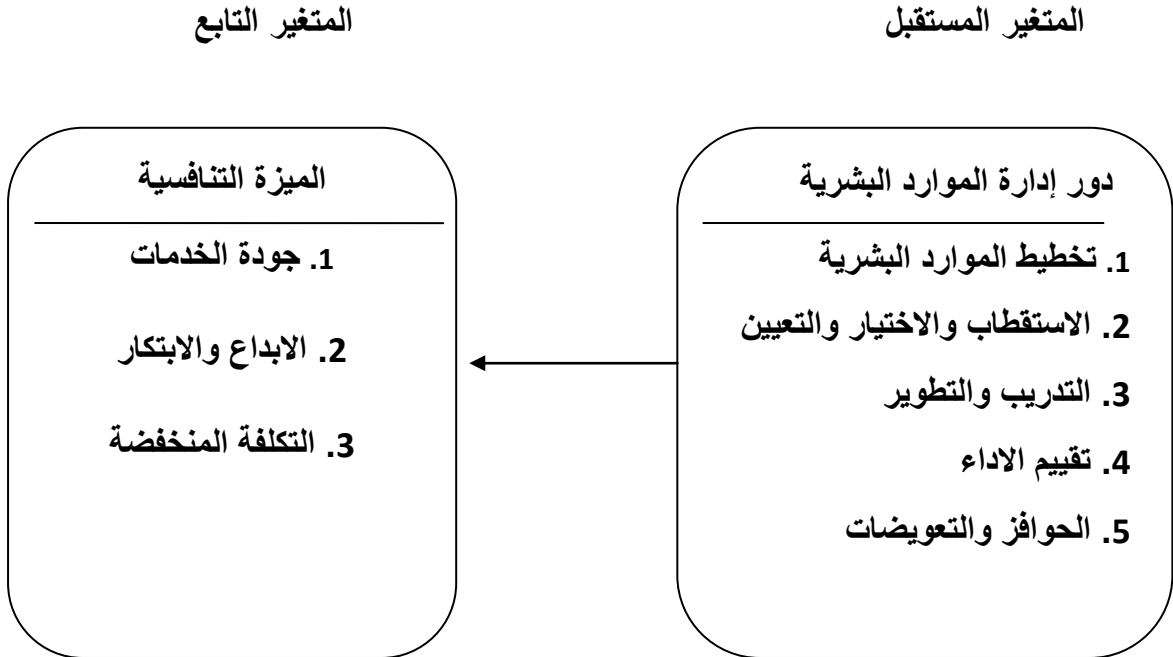 المتغير المستقبل
المتغير التابع
دور إدارة الموارد البشرية
1. تخطيط الموارد البشرية
2. الاستقطاب والاختيار والتعيين
3. التدريب والتطوير
4. تقييم الاداء
5. الحوافز والتعويضات
الميزة التنافسية
1. جودة الخدمات
2. الابداع والابتكار
3. التكلفة المنخفضة